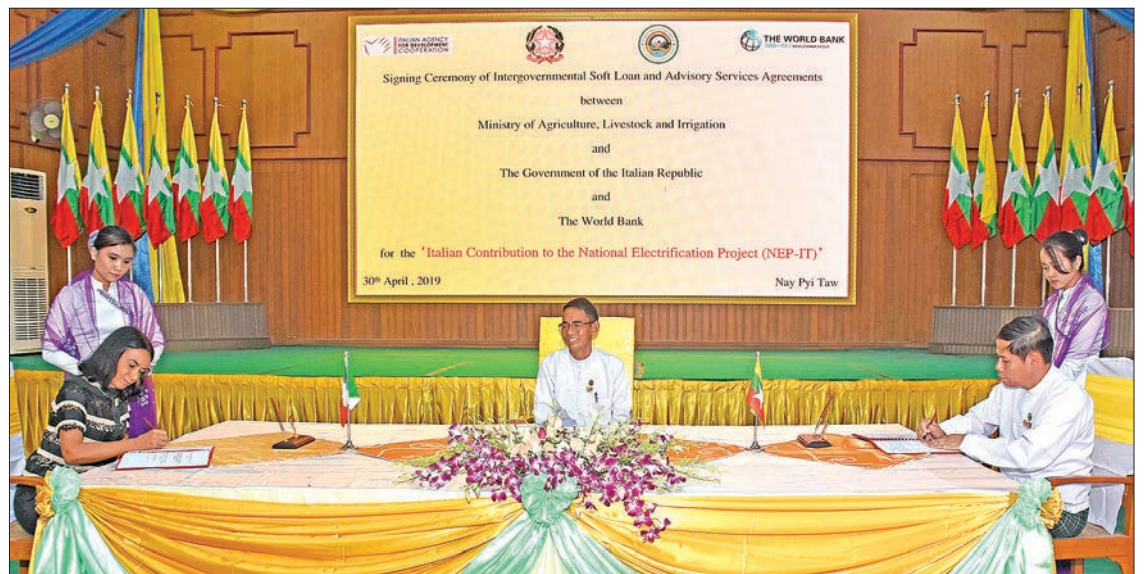 ITALIAN AGENCY
FOR DEVELOPMENT
COOPERATION
THE WORLD BANK
Signing Ceremony of Intergovernmental Soft Loan and Advisory Services Agreements
between
Ministry of Agriculture, Livestock and Irrigation
and
The Government of the Italian Republic
and
The World Bank
for the ‘Italian Contribution to the National Electrification Project (NEP-IT)’
30th April , 2019
Nay Pyi Taw